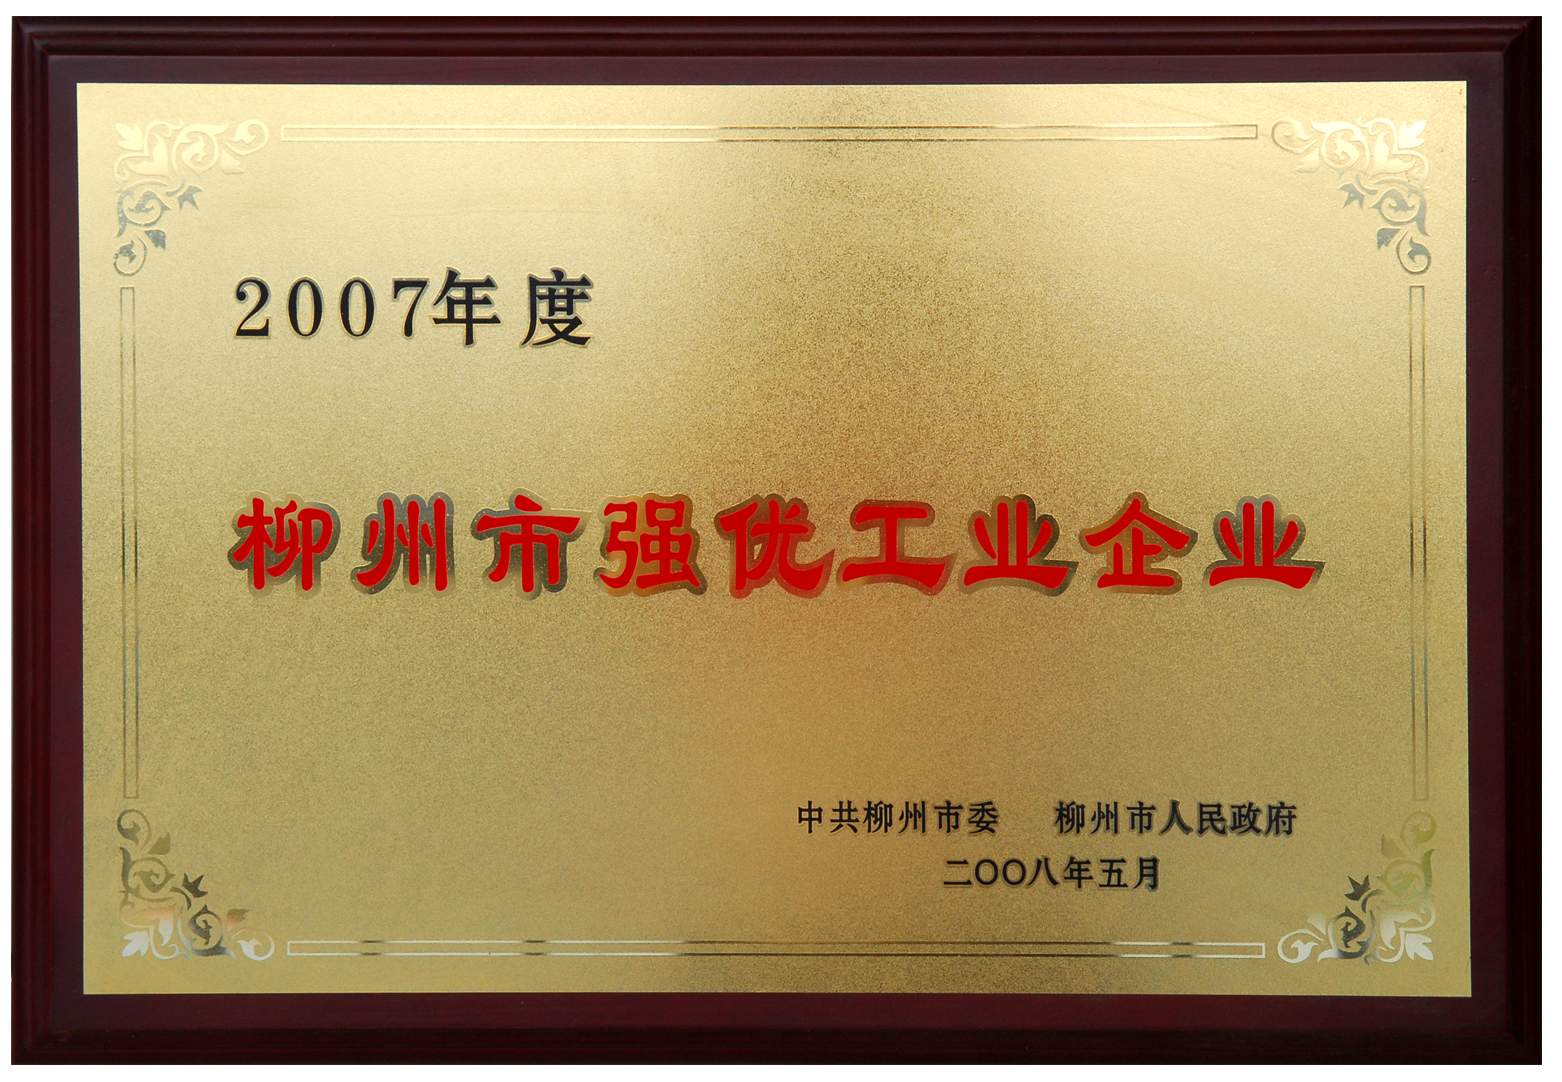 2007年度
柳州市强优工业企业
中共柳州市委 柳州市人民政府
二〇〇八年五月